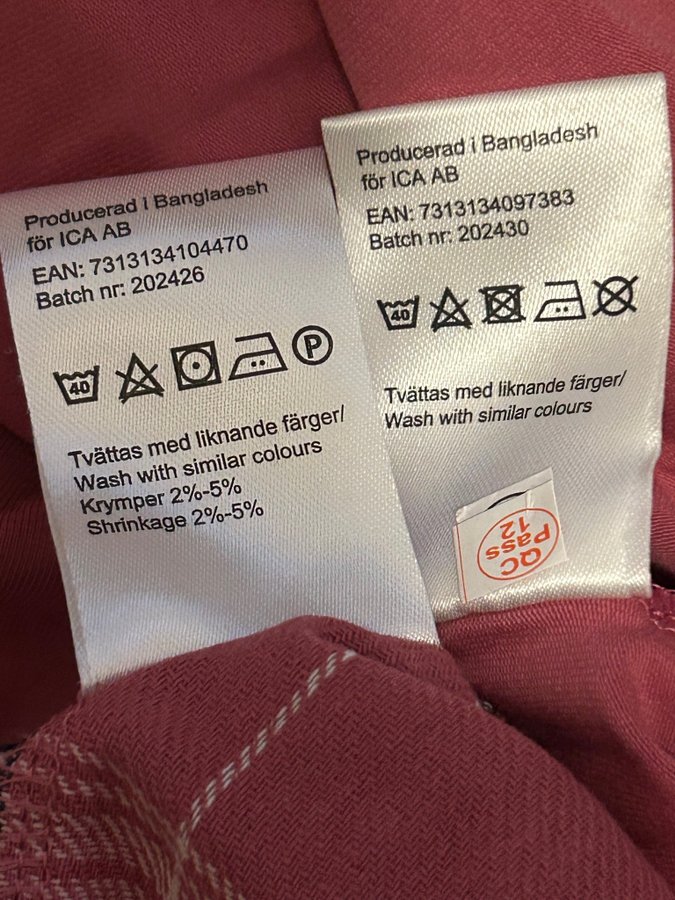 Producerad i Bangladesh
för ICA AB
EAN: 7313134104470
Batch nr: 202426
40
P
Tvättas med liknande färger/
Wash with similar colours
Krymper 2%-5%
Shrinkage 2%-5%
Producerad i Bangladesh
för ICA AB
EAN: 7313134097383
Batch nr: 202430
40
Tvättas med liknande färger/
Wash with similar colours
QC
Pass
12